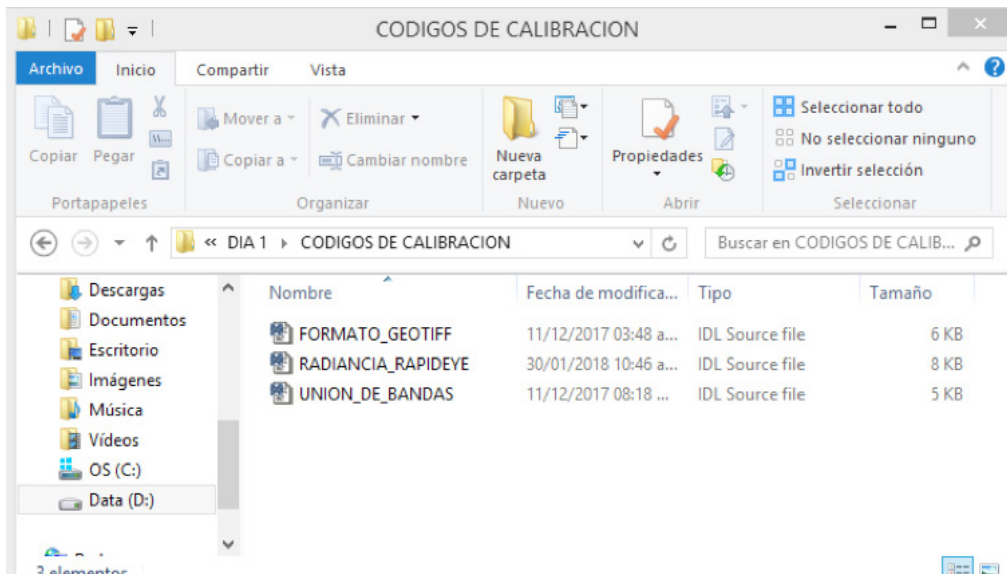 CODIGOS DE CALIBRACION
Archivo Inicio Compartir Vista
Copiar Pegar
Mover a
Copiar a
Eliminar
Cambiar nombre
Nueva carpeta
Propiedades
Seleccionar todo
No seleccionar ninguno
Invertir selección
Portapapeles Organizar Nuevo Abrir Seleccionar
« DIA 1 CODIGOS DE CALIBRACION Buscar en CODIGOS DE CALIB...
Descargas
Documentos
Escritorio
Imágenes
Música
Vídeos
OS (C:)
Data (D:)
Nombre Fecha de modifica... Tipo Tamaño
FORMATO_GEOTIFF 11/12/2017 03:48 a... IDL Source file 6 KB
RADIANCIA_RAPIDEYE 30/01/2018 10:46 a... IDL Source file 8 KB
UNION_DE_BANDAS 11/12/2017 08:18 ... IDL Source file 5 KB
3 elementos